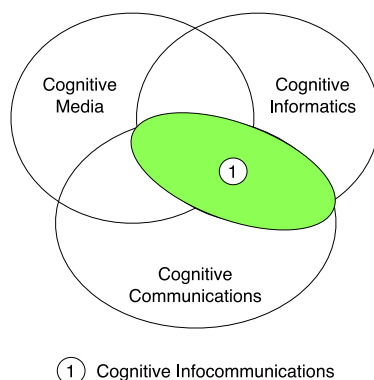 Cognitive
Media
Cognitive
Informatics
1
Cognitive
Communications
1 Cognitive Infocommunications